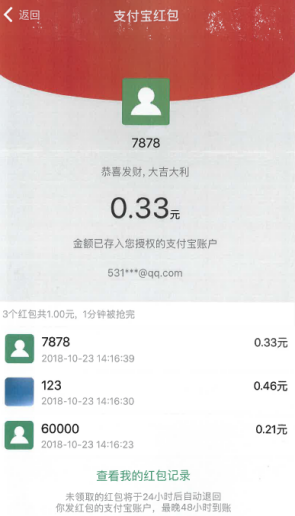 返回 支付宝红包
7878
恭喜发财, 大吉大利
0.33元
金额已存入您授权的支付宝账户
531***@qq.com
3个红包共1.00元, 1分钟被抢完
7878 0.33元
2018-10-23 14:16:39
123 0.46元
2018-10-23 14:16:30
60000 0.21元
2018-10-23 14:16:23
查看我的红包记录
未领取的红包将于24小时后自动退回
你发红包的支付宝账户, 最晚48小时到账